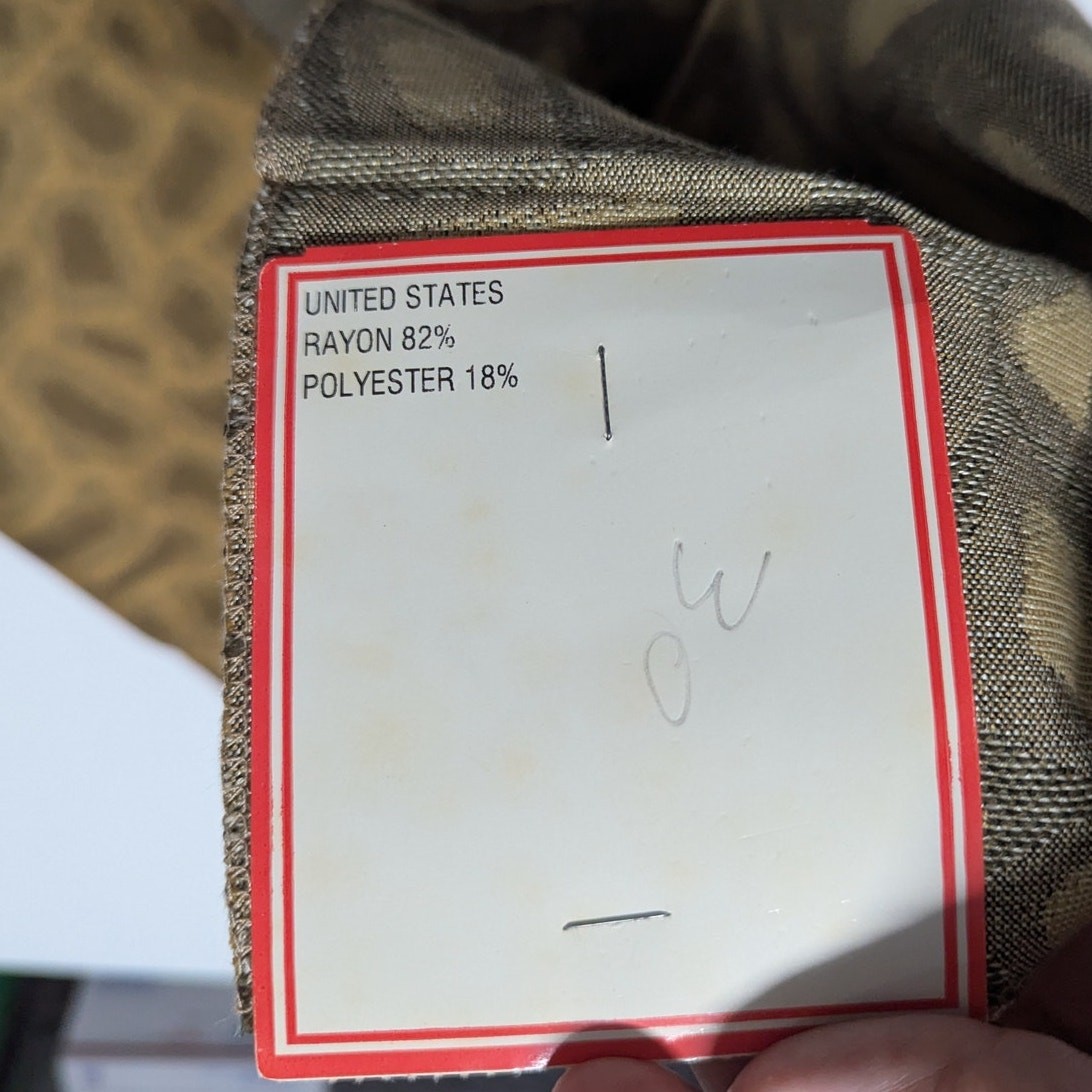 UNITED STATES
RAYON 82%
POLYESTER 18%